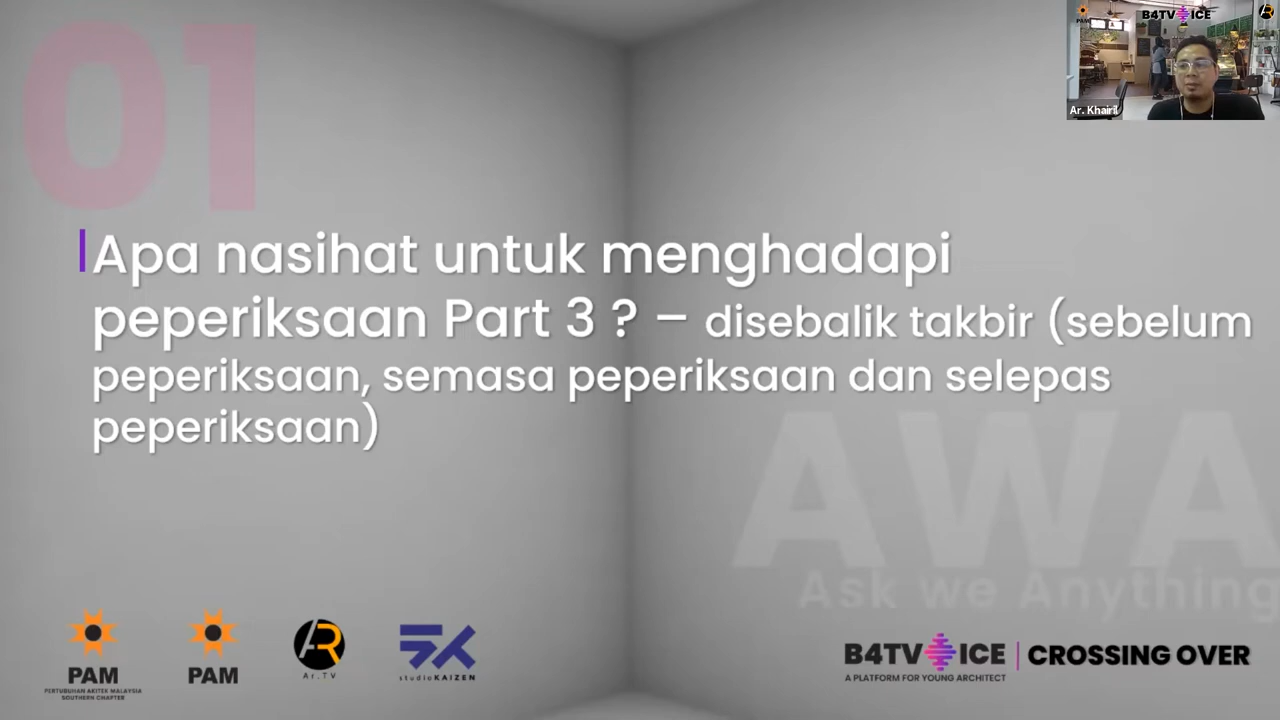 01
B4TV ICE
Ar. Khairil
Apa nasihat untuk menghadapi
peperiksaan Part 3 ? – disebalik takbir (sebelum
peperiksaan, semasa peperiksaan dan selepas
peperiksaan)
AWA
Ask we Anything
PAM
PERTUBUHAN AKITEK MALAYSIA
SOUTHERN CHAPTER
PAM
AR
Ar.TV
studioKAIZEN
B4TV ICE | CROSSING OVER
A PLATFORM FOR YOUNG ARCHITECT